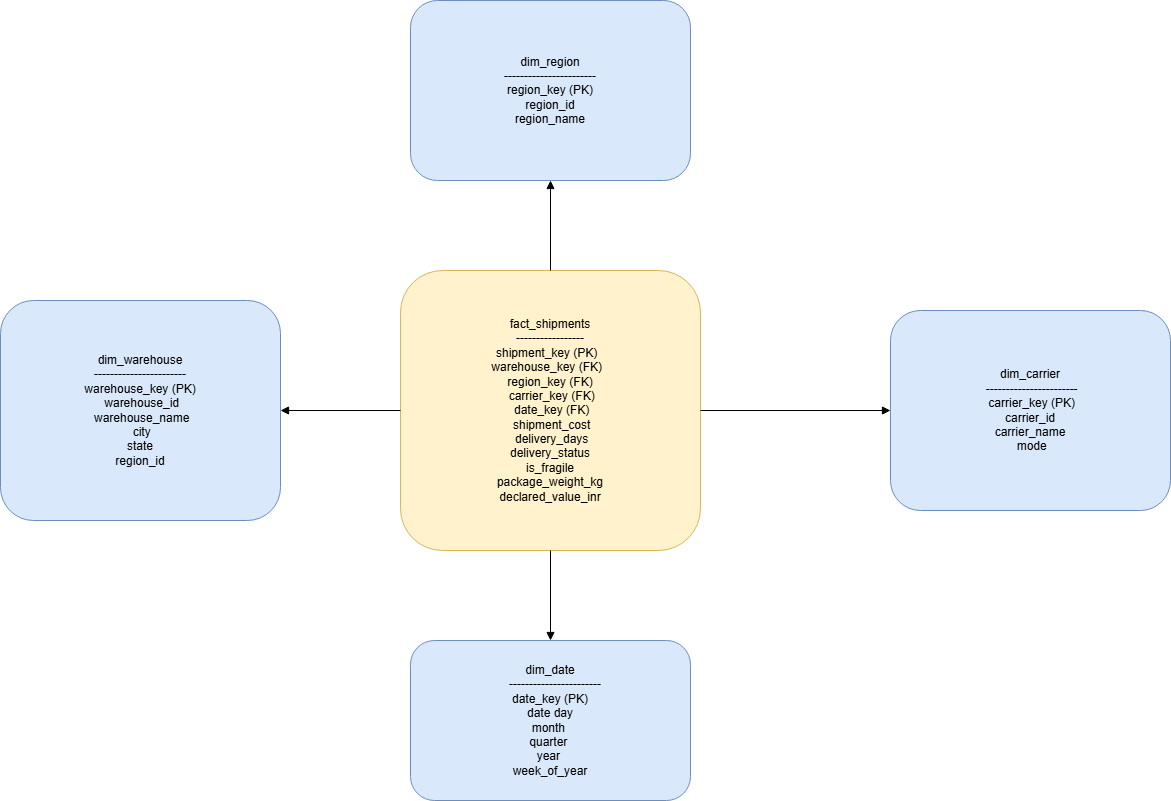 dim_region
-----------------------
region_key (PK)
region_id
region_name
fact_shipments
-----------------
shipment_key (PK)
warehouse_key (FK)
region_key (FK)
carrier_key (FK)
date_key (FK)
shipment_cost
delivery_days
delivery_status
is_fragile
package_weight_kg
declared_value_inr
dim_warehouse
-----------------------
warehouse_key (PK)
warehouse_id
warehouse_name
city
state
region_id
dim_carrier
-----------------------
carrier_key (PK)
carrier_id
carrier_name
mode
dim_date
-----------------------
date_key (PK)
date day
month
quarter
year
week_of_year